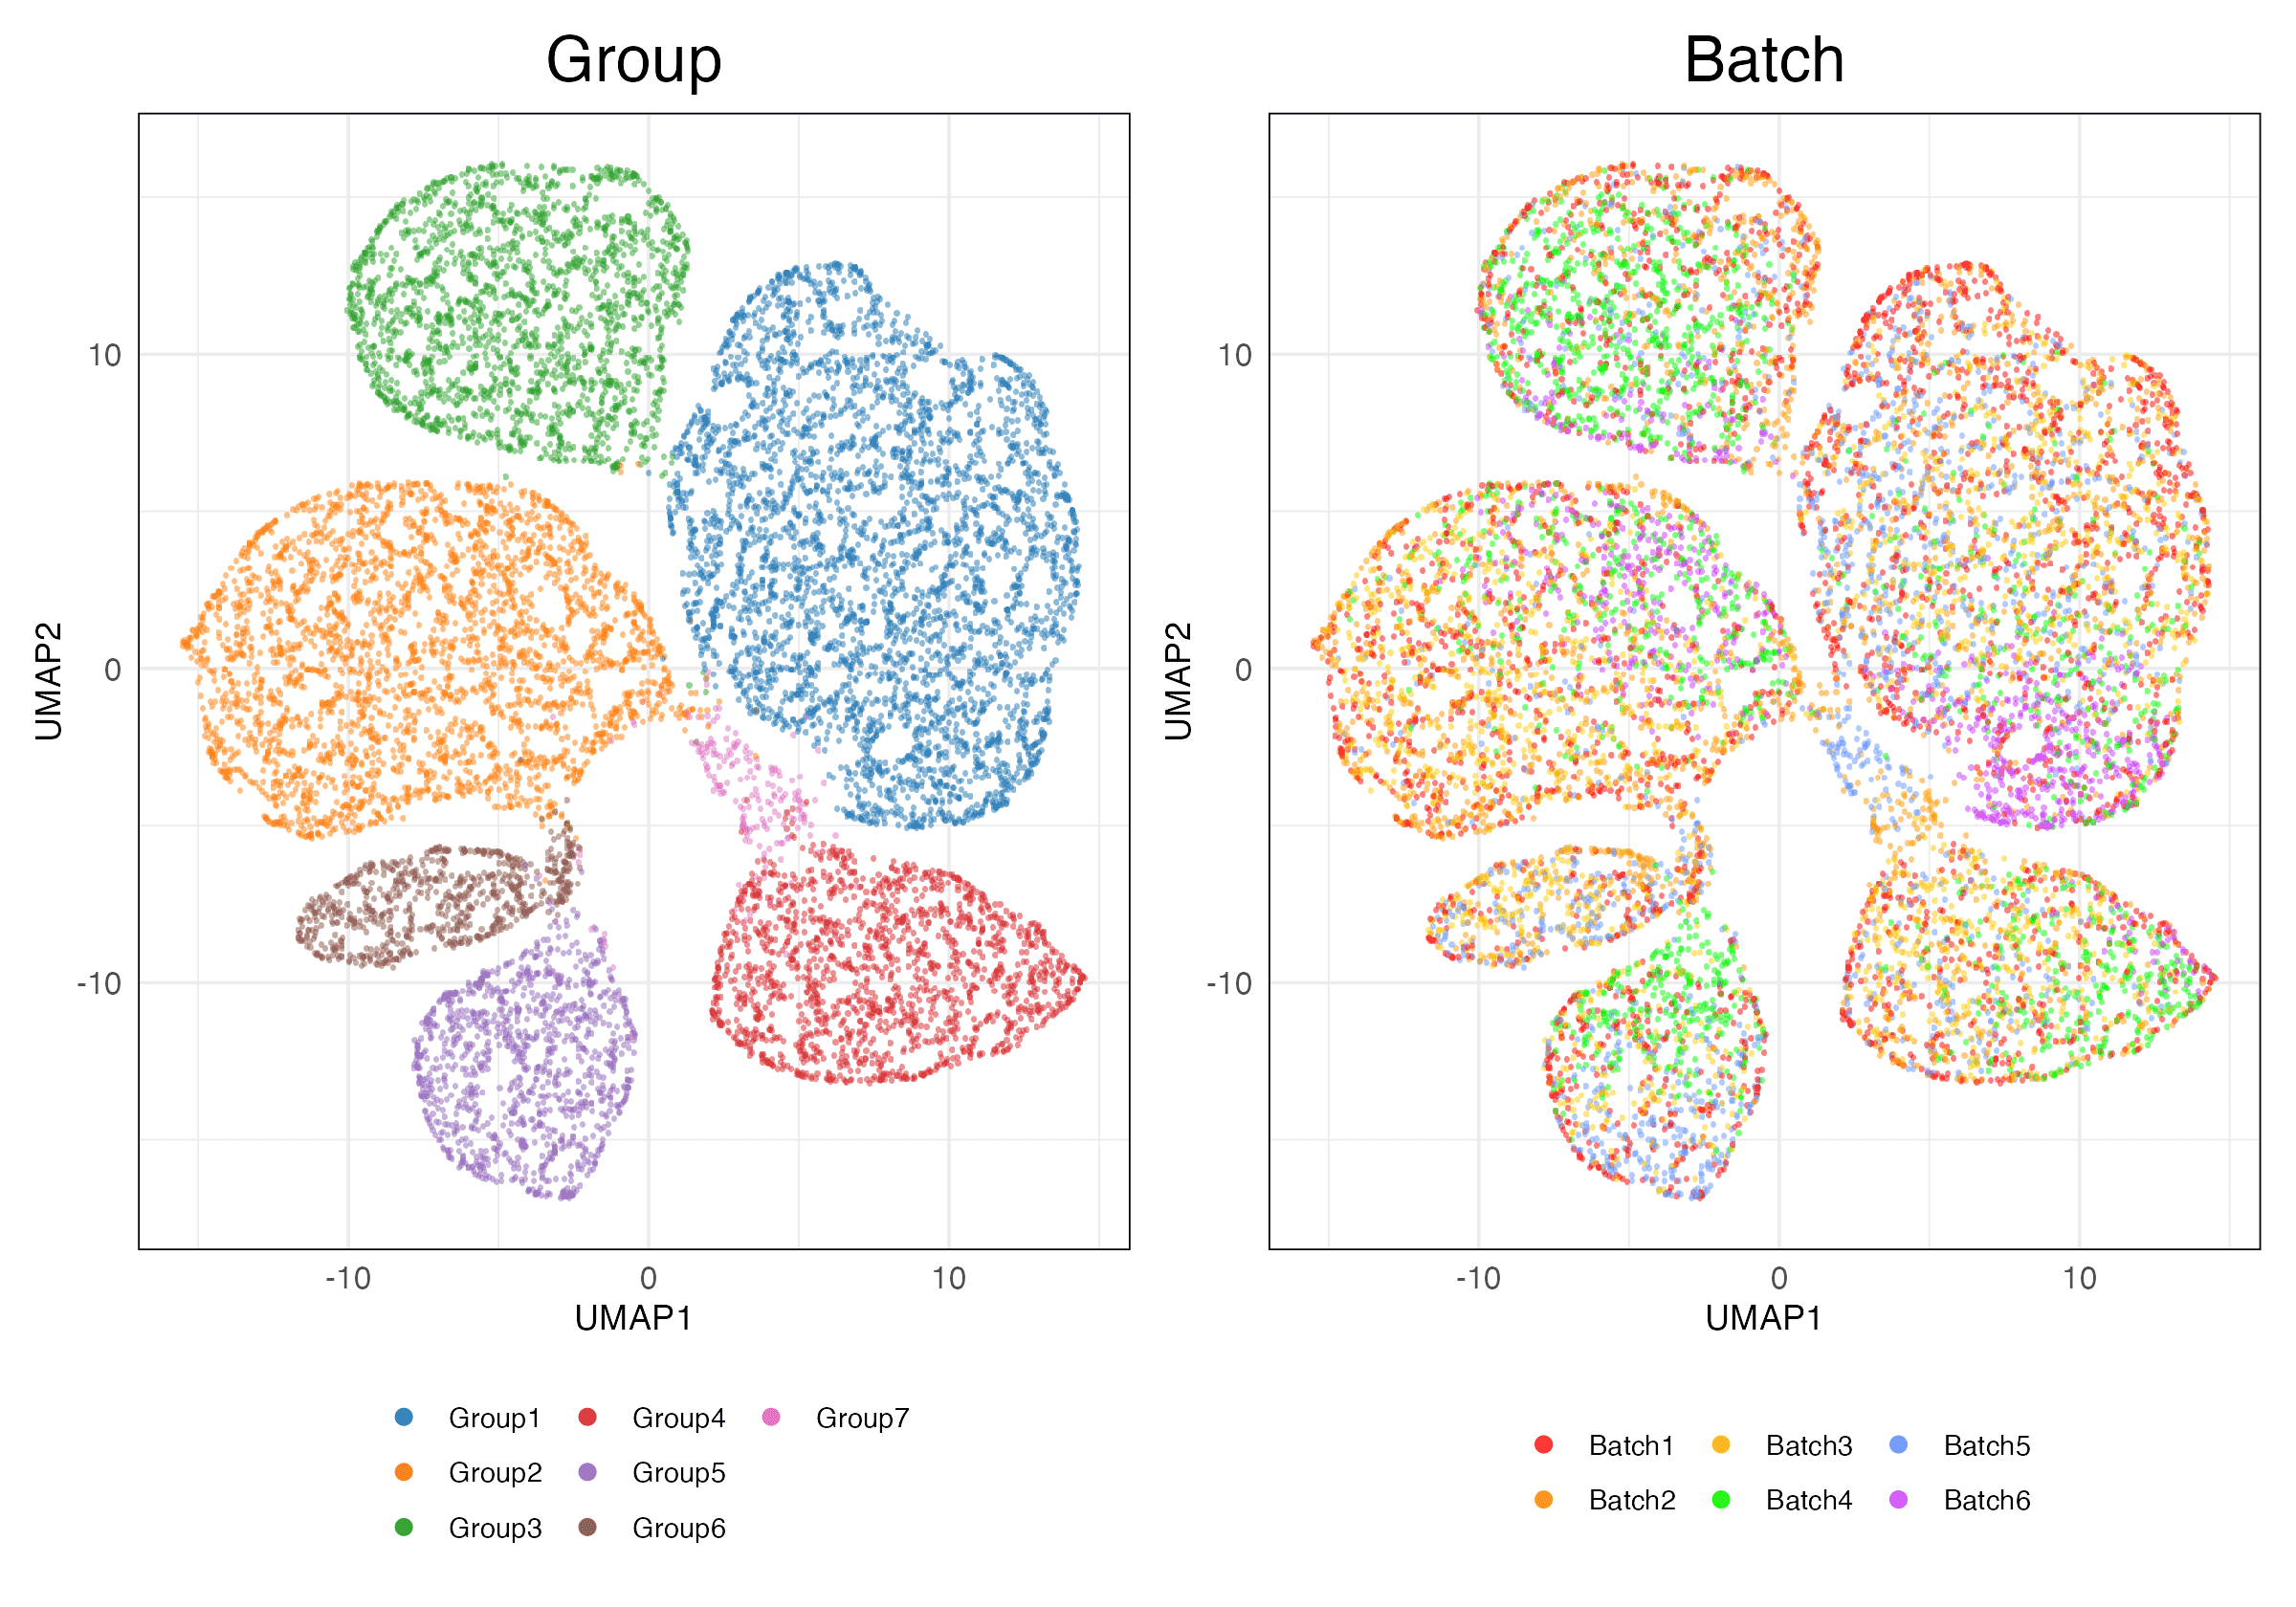 Group
10
0
-10
UMAP2
-10 0 10
UMAP1
Group1 Group4 Group7
Group2 Group5
Group3 Group6
Batch
10
0
-10
UMAP2
-10 0 10
UMAP1
Batch1 Batch3 Batch5
Batch2 Batch4 Batch6